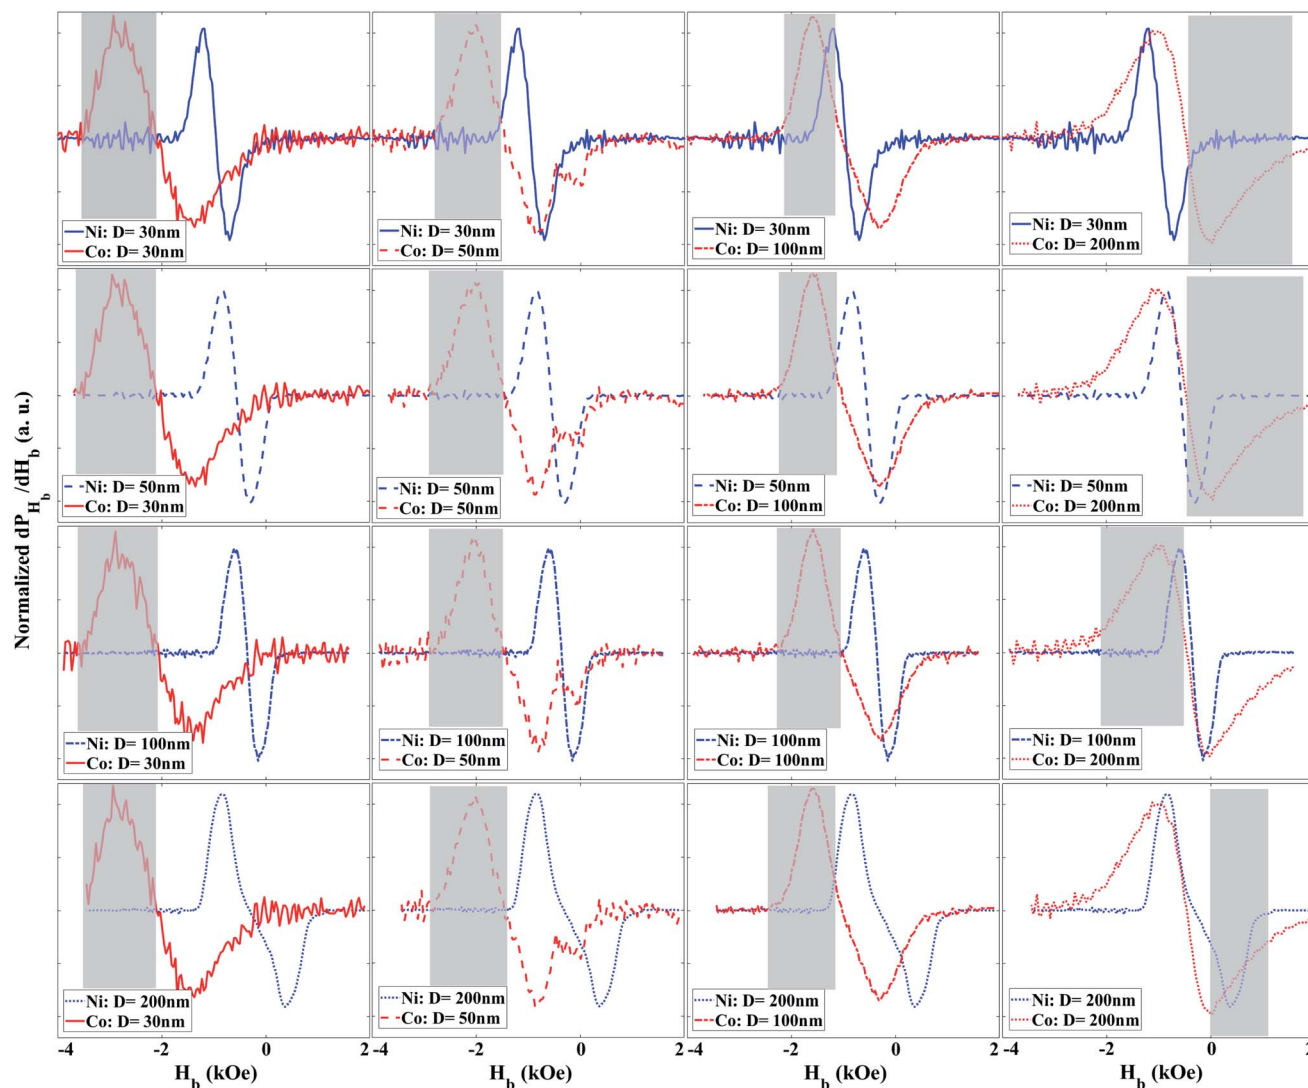 Normalized dP_{H_b}/dH_b (a. u.)
Ni: D= 30nm
Co: D= 30nm
Ni: D= 30nm
Co: D= 50nm
Ni: D= 30nm
Co: D= 100nm
Ni: D= 30nm
Co: D= 200nm
Ni: D= 50nm
Co: D= 30nm
Ni: D= 50nm
Co: D= 50nm
Ni: D= 50nm
Co: D= 100nm
Ni: D= 50nm
Co: D= 200nm
Ni: D= 100nm
Co: D= 30nm
Ni: D= 100nm
Co: D= 50nm
Ni: D= 100nm
Co: D= 100nm
Ni: D= 100nm
Co: D= 200nm
Ni: D= 200nm
Co: D= 30nm
Ni: D= 200nm
Co: D= 50nm
Ni: D= 200nm
Co: D= 100nm
Ni: D= 200nm
Co: D= 200nm
-4 -2 0 2-4 -2 0 2-4 -2 0 2-4 -2 0 2
H_b (kOe) H_b (kOe) H_b (kOe) H_b (kOe)